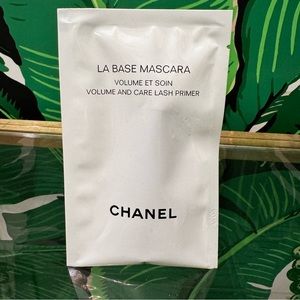 LA BASE MASCARA
VOLUME ET SOIN
VOLUME AND CARE LASH PRIMER
CHANEL